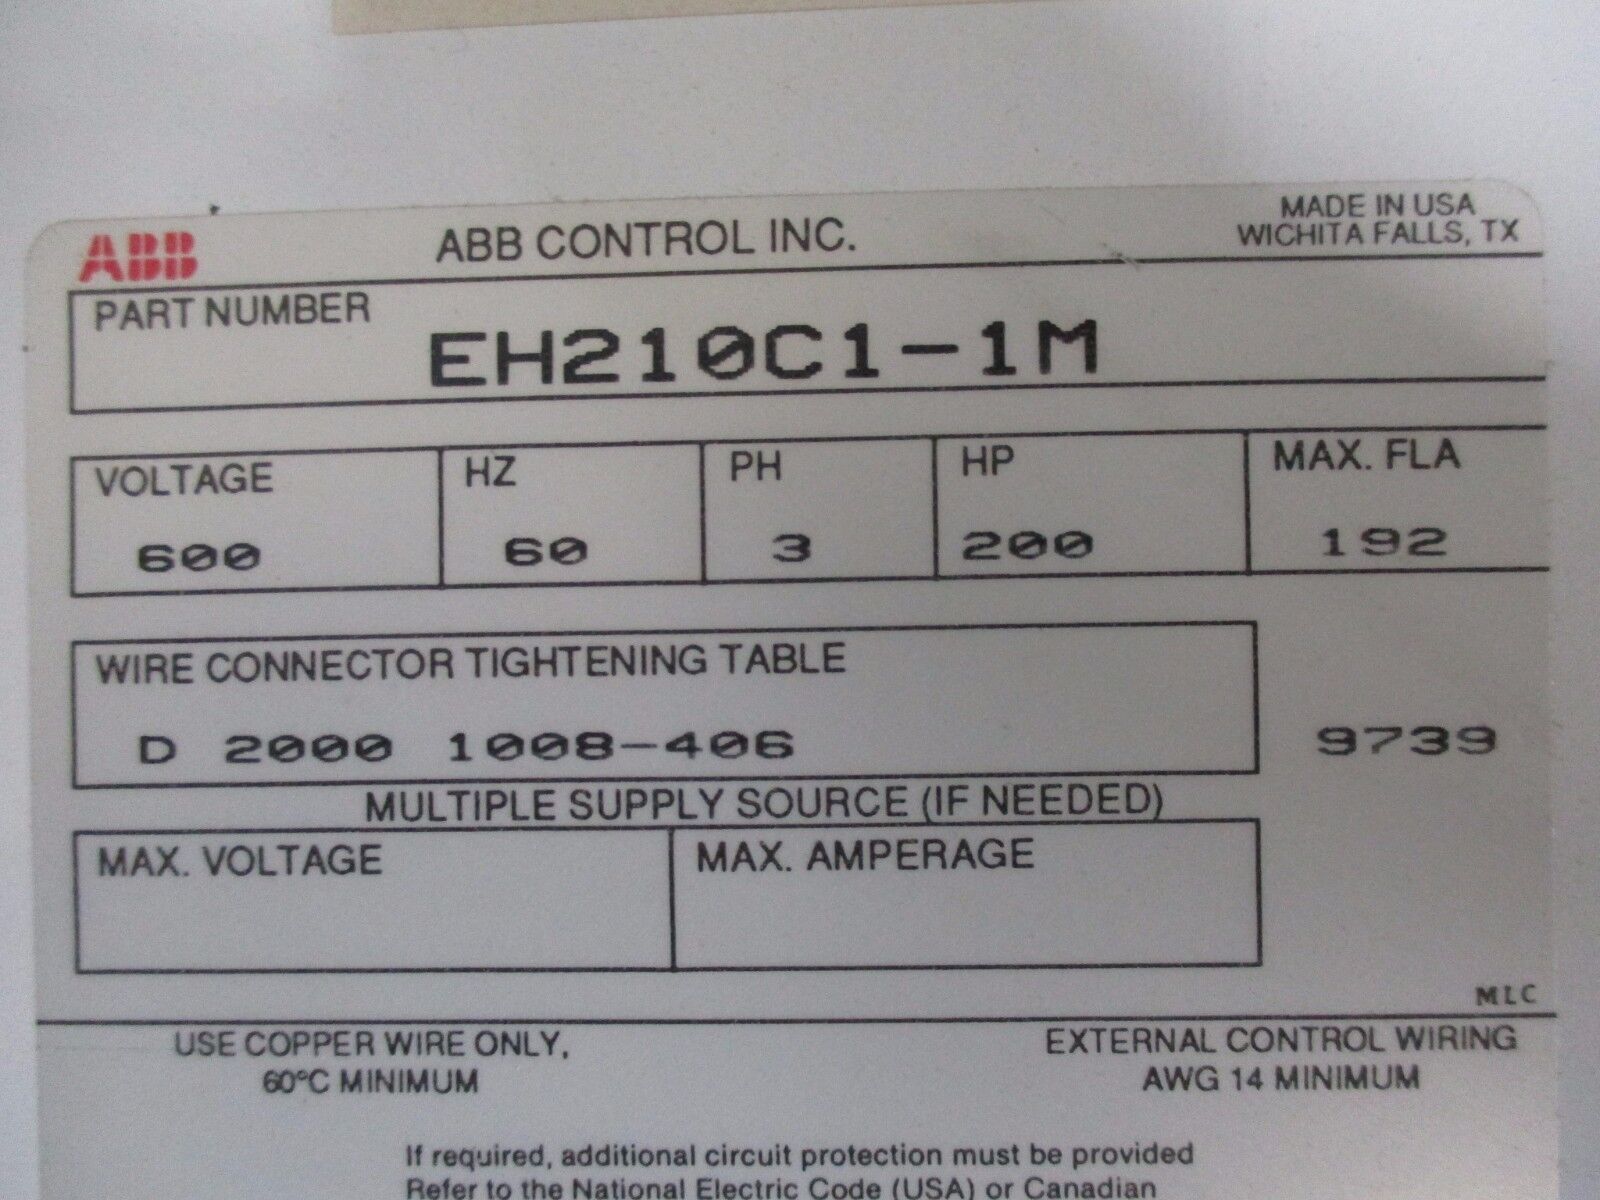 ABB ABB CONTROL INC. MADE IN USA
WICHITA FALLS, TX
PART NUMBER
EH210C1-1M
VOLTAGE HZ PH HP MAX. FLA
600 60 3 200 192
WIRE CONNECTOR TIGHTENING TABLE
D 2000 1008-406 9739
MULTIPLE SUPPLY SOURCE (IF NEEDED)
MAX. VOLTAGE MAX. AMPERAGE
MLC
USE COPPER WIRE ONLY, EXTERNAL CONTROL WIRING
60°C MINIMUM AWG 14 MINIMUM
If required, additional circuit protection must be provided
Refer to the National Electric Code (USA) or Canadian